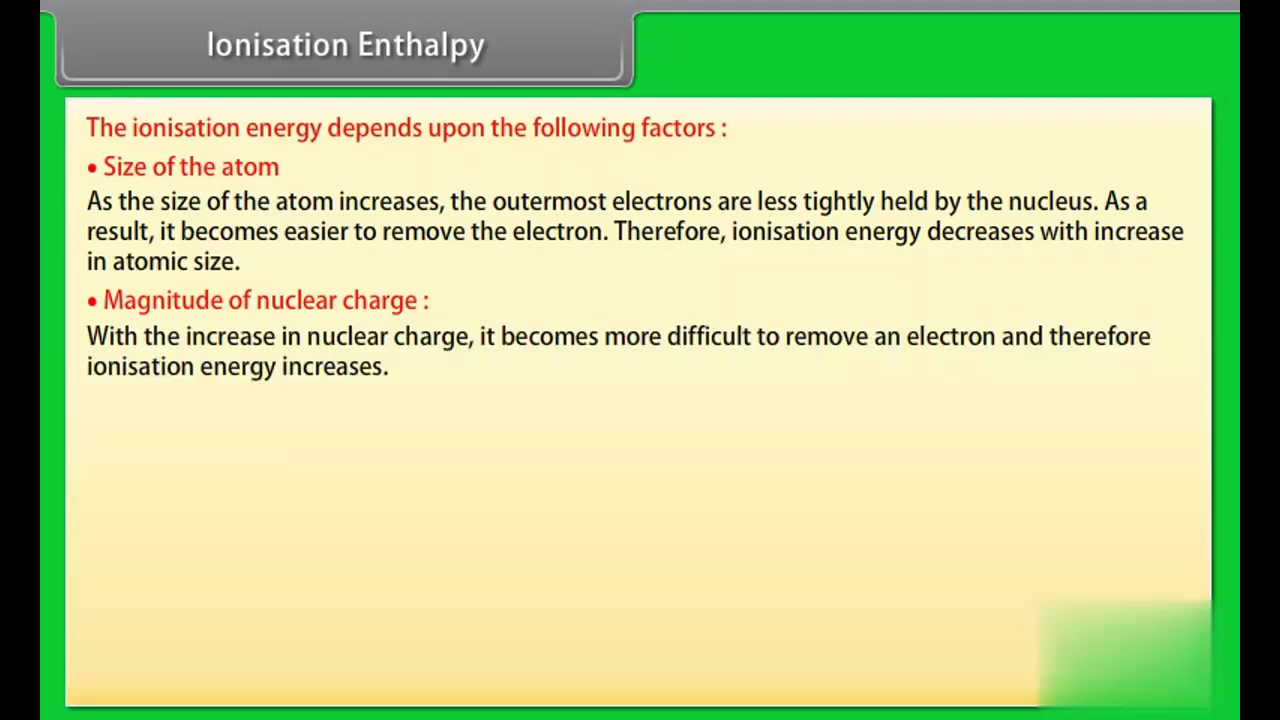 Ionisation Enthalpy
The ionisation energy depends upon the following factors :
• Size of the atom
As the size of the atom increases, the outermost electrons are less tightly held by the nucleus. As a
result, it becomes easier to remove the electron. Therefore, ionisation energy decreases with increase
in atomic size.
• Magnitude of nuclear charge :
With the increase in nuclear charge, it becomes more difficult to remove an electron and therefore
ionisation energy increases.